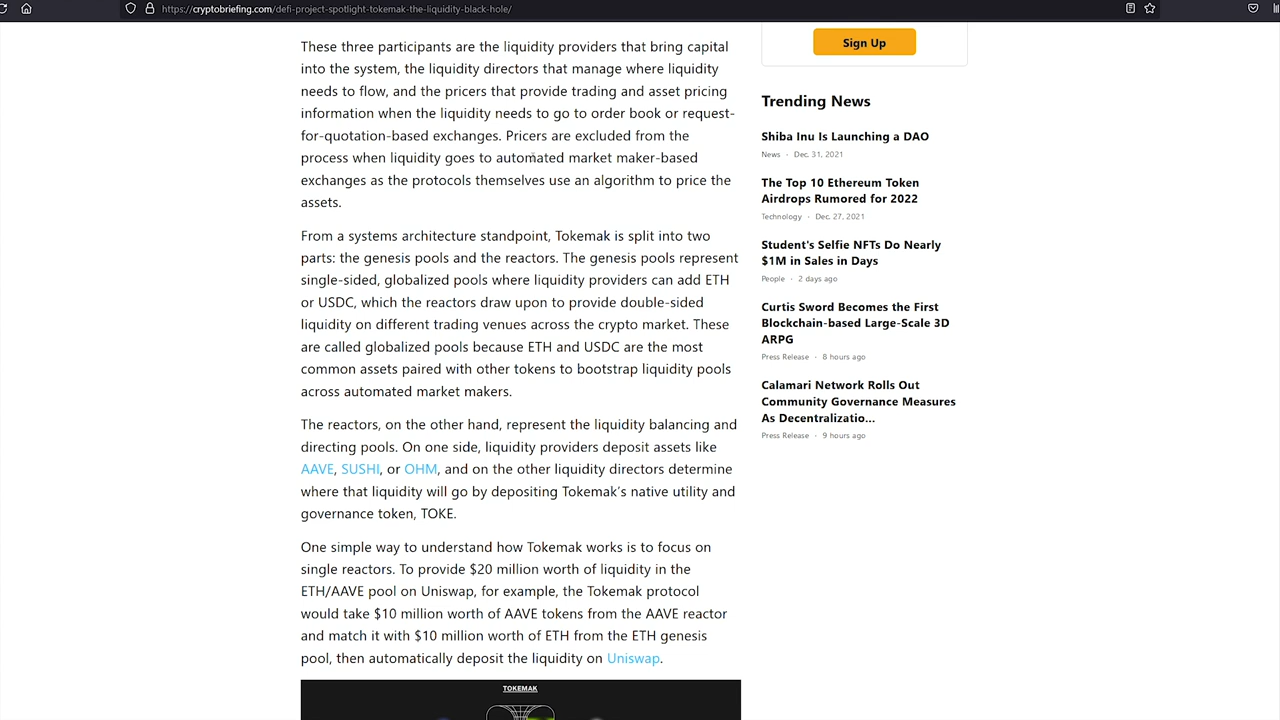 https://cryptobriefing.com/defi-project-spotlight-tokemak-the-liquidity-black-hole/
These three participants are the liquidity providers that bring capital
into the system, the liquidity directors that manage where liquidity
needs to flow, and the pricers that provide trading and asset pricing
information when the liquidity needs to go to order book or request-
for-quotation-based exchanges. Pricers are excluded from the
process when liquidity goes to automated market maker-based
exchanges as the protocols themselves use an algorithm to price the
assets.
From a systems architecture standpoint, Tokemak is split into two
parts: the genesis pools and the reactors. The genesis pools represent
single-sided, globalized pools where liquidity providers can add ETH
or USDC, which the reactors draw upon to provide double-sided
liquidity on different trading venues across the crypto market. These
are called globalized pools because ETH and USDC are the most
common assets paired with other tokens to bootstrap liquidity pools
across automated market makers.
The reactors, on the other hand, represent the liquidity balancing and
directing pools. On one side, liquidity providers deposit assets like
AAVE, SUSHI, or OHM, and on the other liquidity directors determine
where that liquidity will go by depositing Tokemak's native utility and
governance token, TOKE.
One simple way to understand how Tokemak works is to focus on
single reactors. To provide $20 million worth of liquidity in the
ETH/AAVE pool on Uniswap, for example, the Tokemak protocol
would take $10 million worth of AAVE tokens from the AAVE reactor
and match it with $10 million worth of ETH from the ETH genesis
pool, then automatically deposit the liquidity on Uniswap.
TOKEMAK
Sign Up
Trending News
Shiba Inu Is Launching a DAO
News · Dec. 31, 2021
The Top 10 Ethereum Token
Airdrops Rumored for 2022
Technology · Dec. 27, 2021
Student's Selfie NFTs Do Nearly
$1M in Sales in Days
People · 2 days ago
Curtis Sword Becomes the First
Blockchain-based Large-Scale 3D
ARPG
Press Release · 8 hours ago
Calamari Network Rolls Out
Community Governance Measures
As Decentralizatio...
Press Release · 9 hours ago